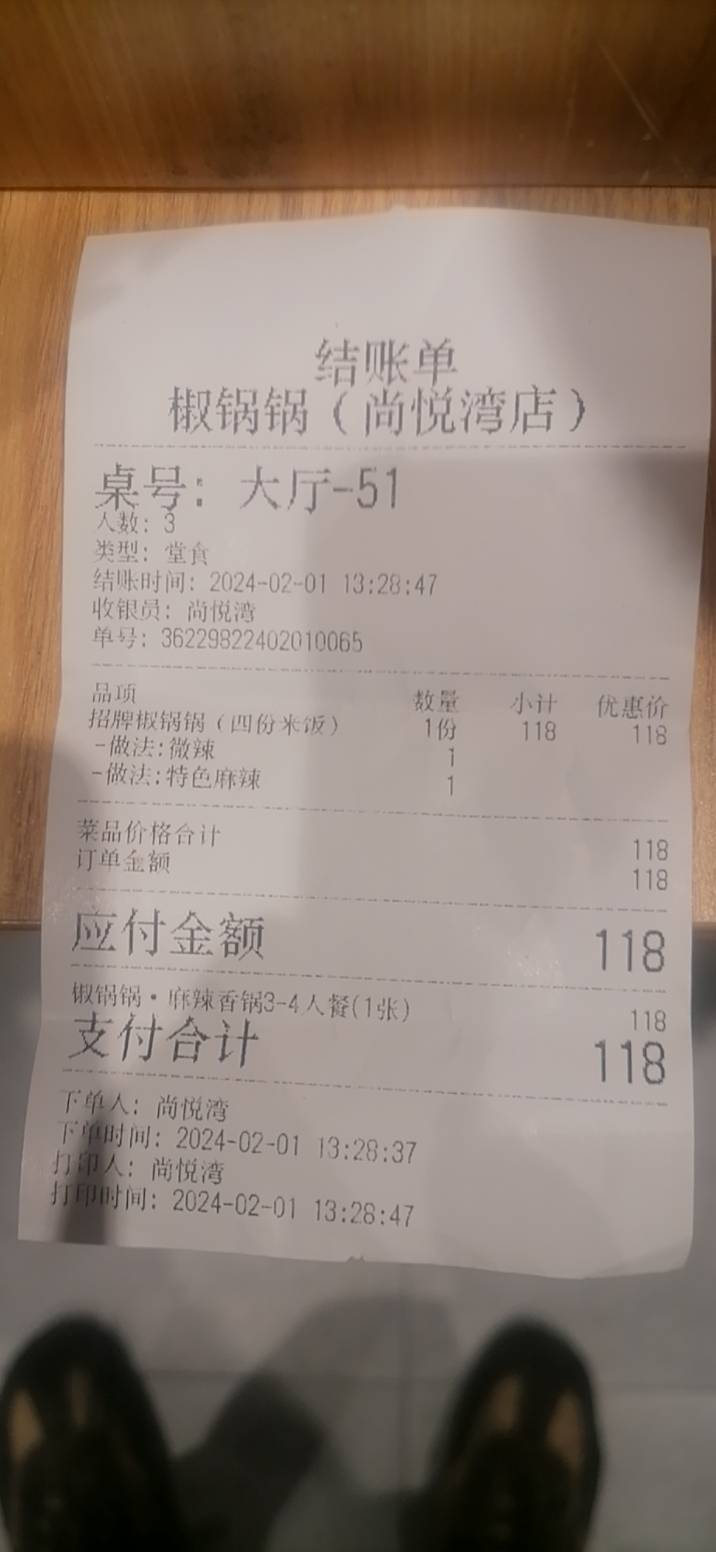 结账单
椒锅锅（尚悦湾店）
桌号：大厅-51
人数：3
类型：堂食
结账时间：2024-02-01 13:28:47
收银员：尚悦湾
单号：36229822402010065
品项 数量 小计 优惠价
招牌椒锅锅（四份米饭） 1份 118 118
-做法:微辣 1
-做法:特色麻辣 1
菜品价格合计 118
订单金额 118
应付金额 118
椒锅锅·麻辣香锅3-4人餐(1张) 118
支付合计 118
下单人：尚悦湾
下单时间：2024-02-01 13:28:37
打印人：尚悦湾
打印时间：2024-02-01 13:28:47